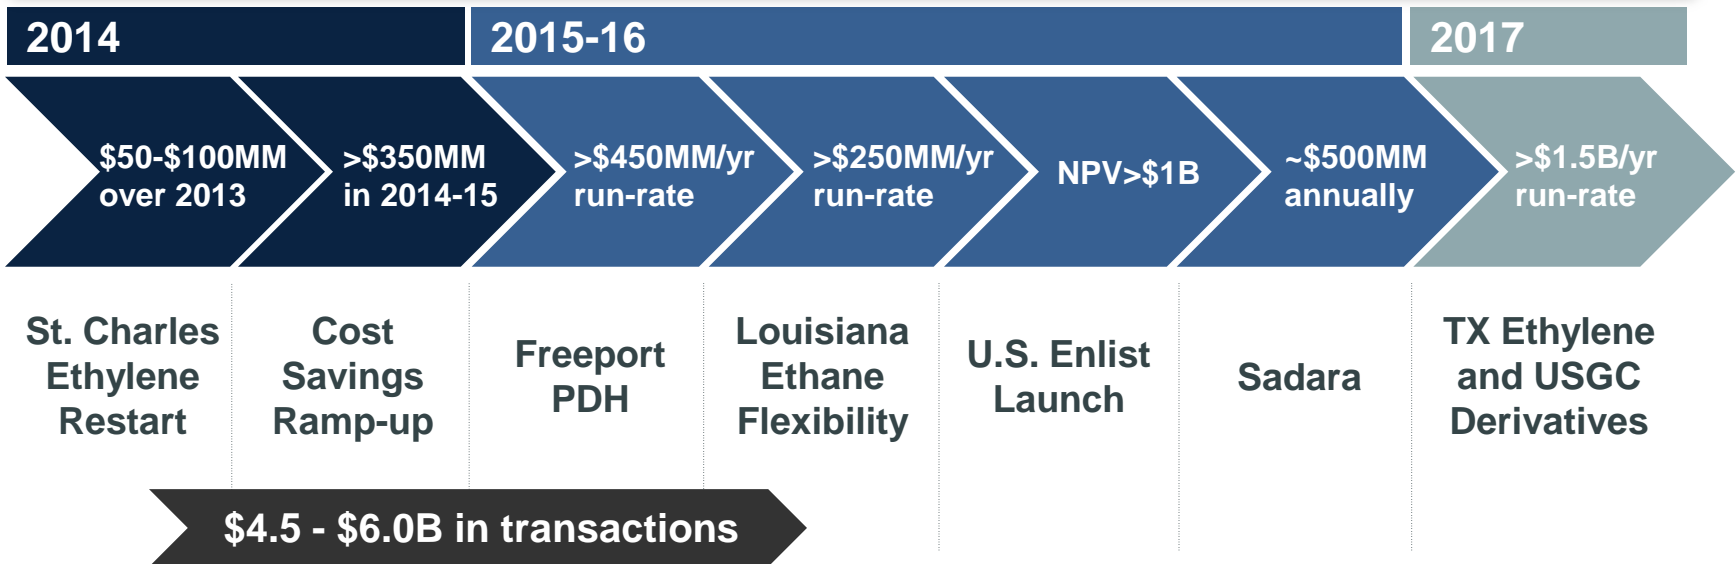 2014
2015-16
2017
$50-$100MM
over 2013
>$350MM
in 2014-15
>$450MM/yr
run-rate
>$250MM/yr
run-rate
NPV>$1B
~$500MM
annually
>$1.5B/yr
run-rate
St. Charles
Ethylene
Restart
Cost
Savings
Ramp-up
Freeport
PDH
Louisiana
Ethane
Flexibility
U.S. Enlist
Launch
Sadara
TX Ethylene
and USGC
Derivatives
$4.5 - $6.0B in transactions